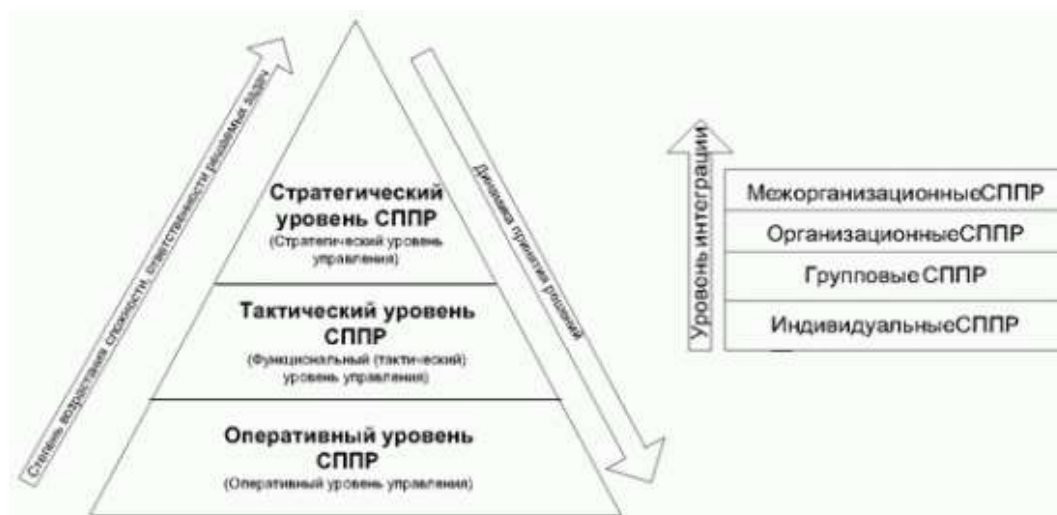 Степень возрастания сложности, ответственности решаемых задач
Стратегический
уровень СППР
(Стратегический уровень
управления)
Тактический уровень
СППР
(Функциональный (тактический)
уровень управления)
Оперативный уровень
СППР
(Оперативный уровень управления)
Динамика принятия решений
Уровень интеграции
МежорганизационныеСППР
ОрганизационныеСППР
Групповые СППР
ИндивидуальныеСППР